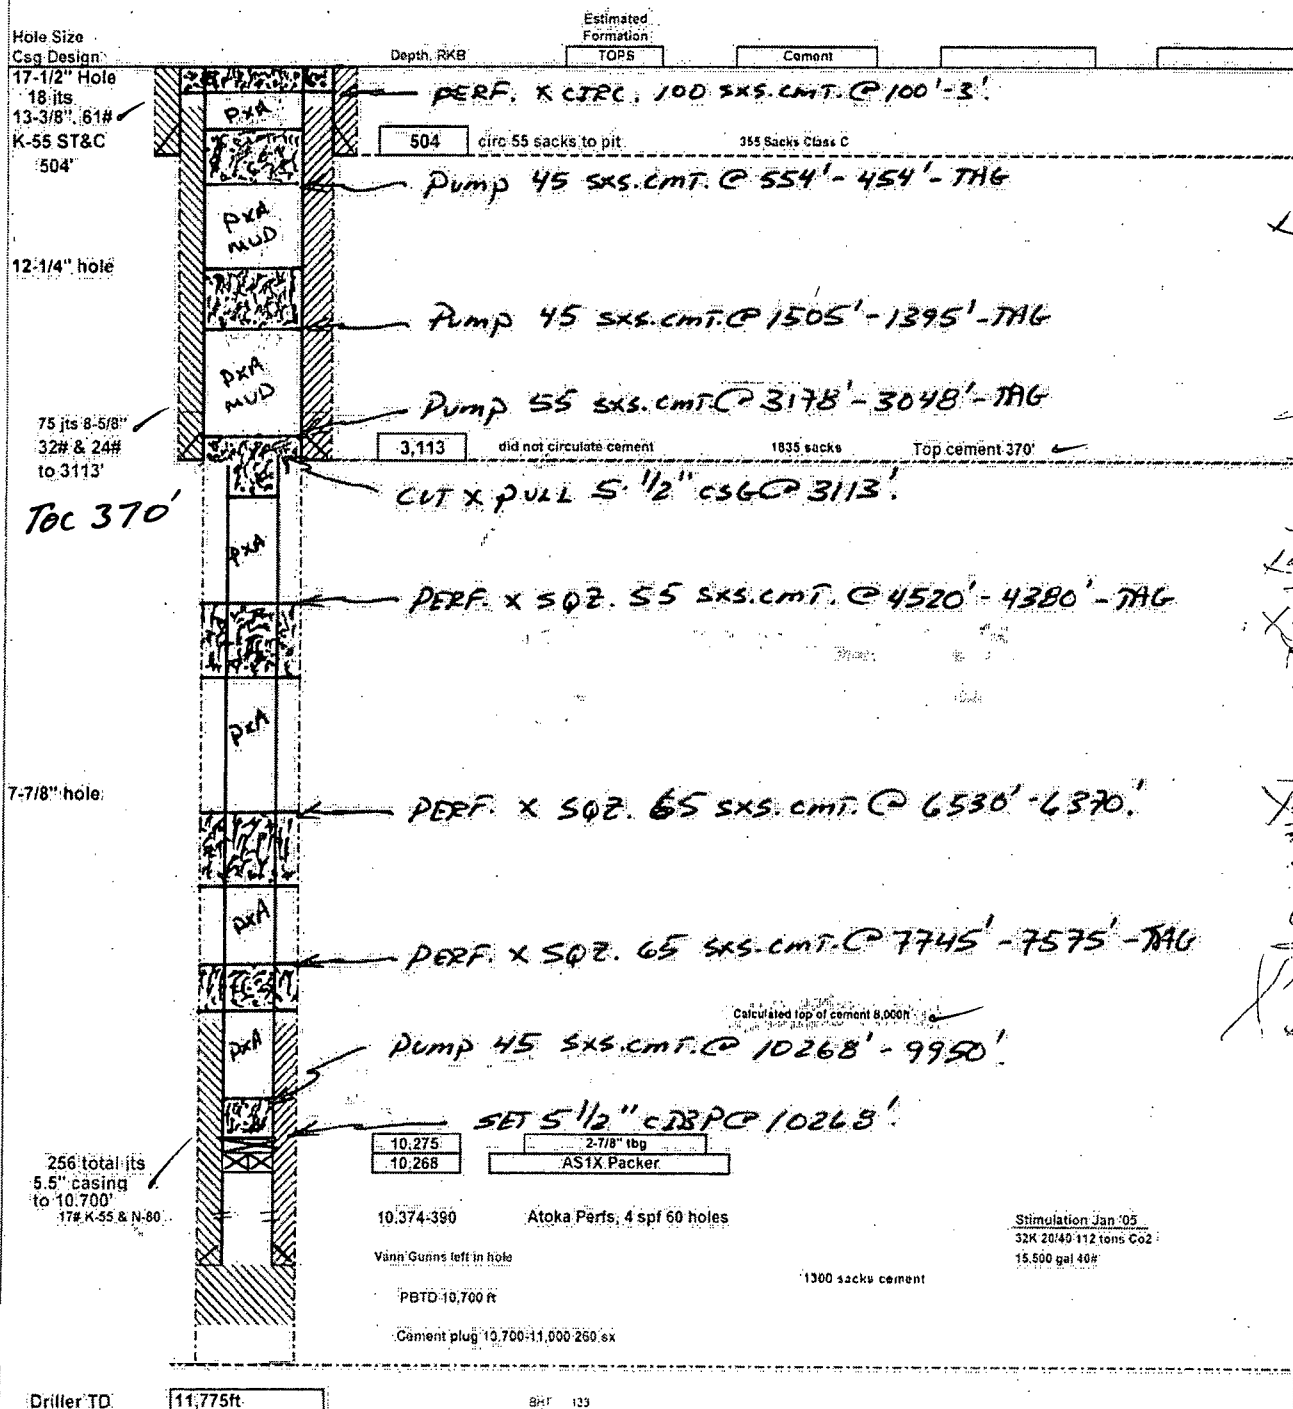 Hole Size
Csg Design
Depth, RKB
Estimated
Formation
TOPS
Cement
17-1/2" Hole
18 jts
13-3/8", 61#
K-55 ST&C
504'
PERF. X CIRC. 100 SXS. CMT. @ 100'-3'.
PxA
504 circ 55 sacks to pit 355 Sacks Class C
Pump 45 SXS. CMT. @ 554'-454'-TAG
PxA
MUD
12-1/4" hole
Pump 45 SXS. CMT. @ 1505'-1395'-TAG
PxA
MUD
Pump 55 SXS. CMT. @ 3178'-3048'-TAG
75 jts 8-5/8"
32# & 24#
to 3113'
3,113 did not circulate cement 1835 sacks Top cement 370'
CUT X PULL 5 1/2" CSG @ 3113'.
TOC 370'
PxA
PERF. X SQZ. 55 SXS. CMT. @ 4520'-4380'-TAG
PxA
7-7/8" hole
PERF. X SQZ. 65 SXS. CMT. @ 6530'-6370'.
PxA
PERF. X SQZ. 65 SXS. CMT. @ 7745'-7575'-TAG
Calculated top of cement 8,000ft
PxA
Pump 45 SXS. CMT. @ 10268'-9950'.
SET 5 1/2" CIBP @ 10268'.
10,275 2-7/8" tbg
10,268 AS1X Packer
256 total jts
5.5" casing
to 10,700'
17# K-55 & N-80
10,374-390 Atoka Perfs, 4 spf 60 holes
Stimulation Jan '05
32K 20/40 112 tons Co2
15,500 gal 40#
Vann Gunns left in hole
1300 sacks cement
PBTD 10,700 ft
Cement plug 10,700-11,000 260 sx
Driller TD 11,775ft
BHT 133